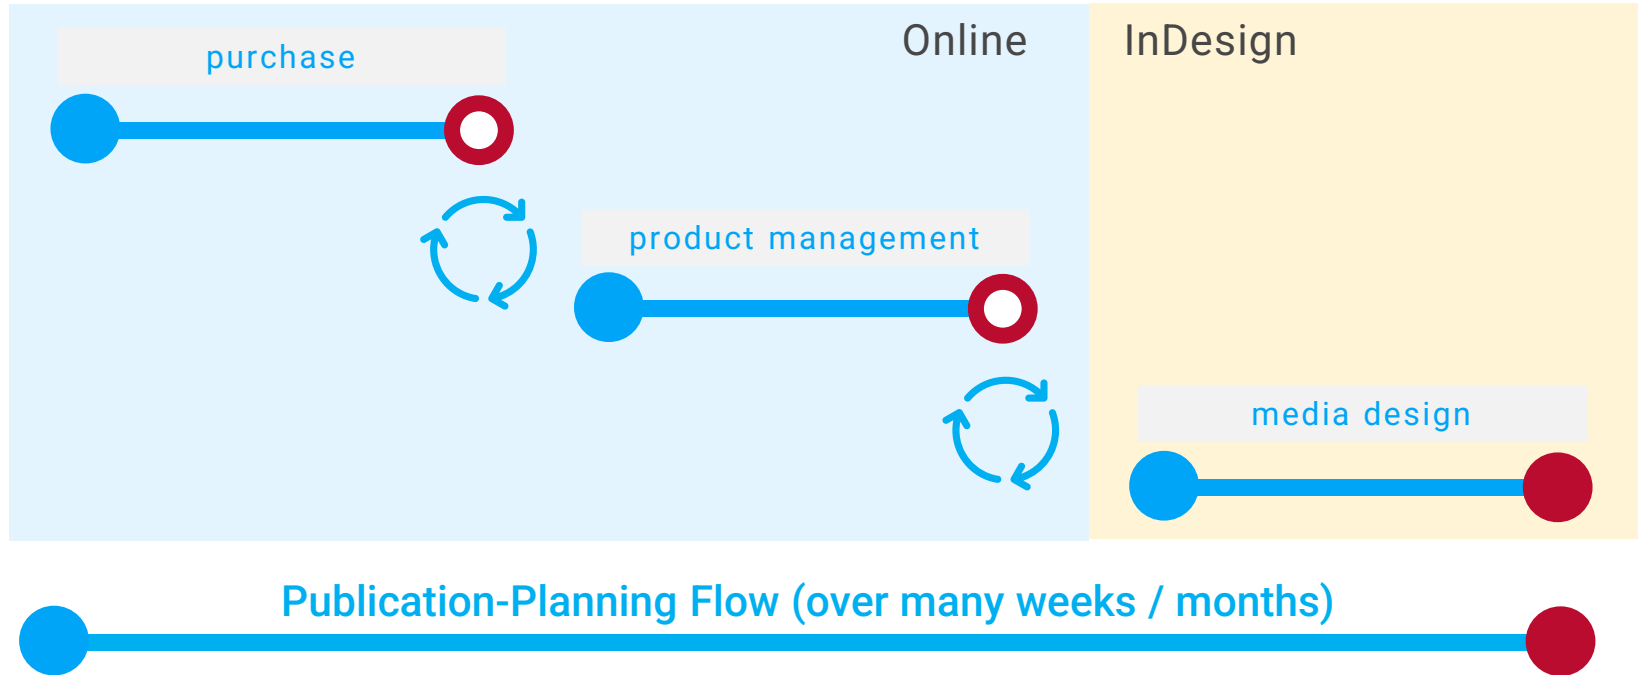 purchase
Online
InDesign
product management
media design
Publication-Planning Flow (over many weeks / months)